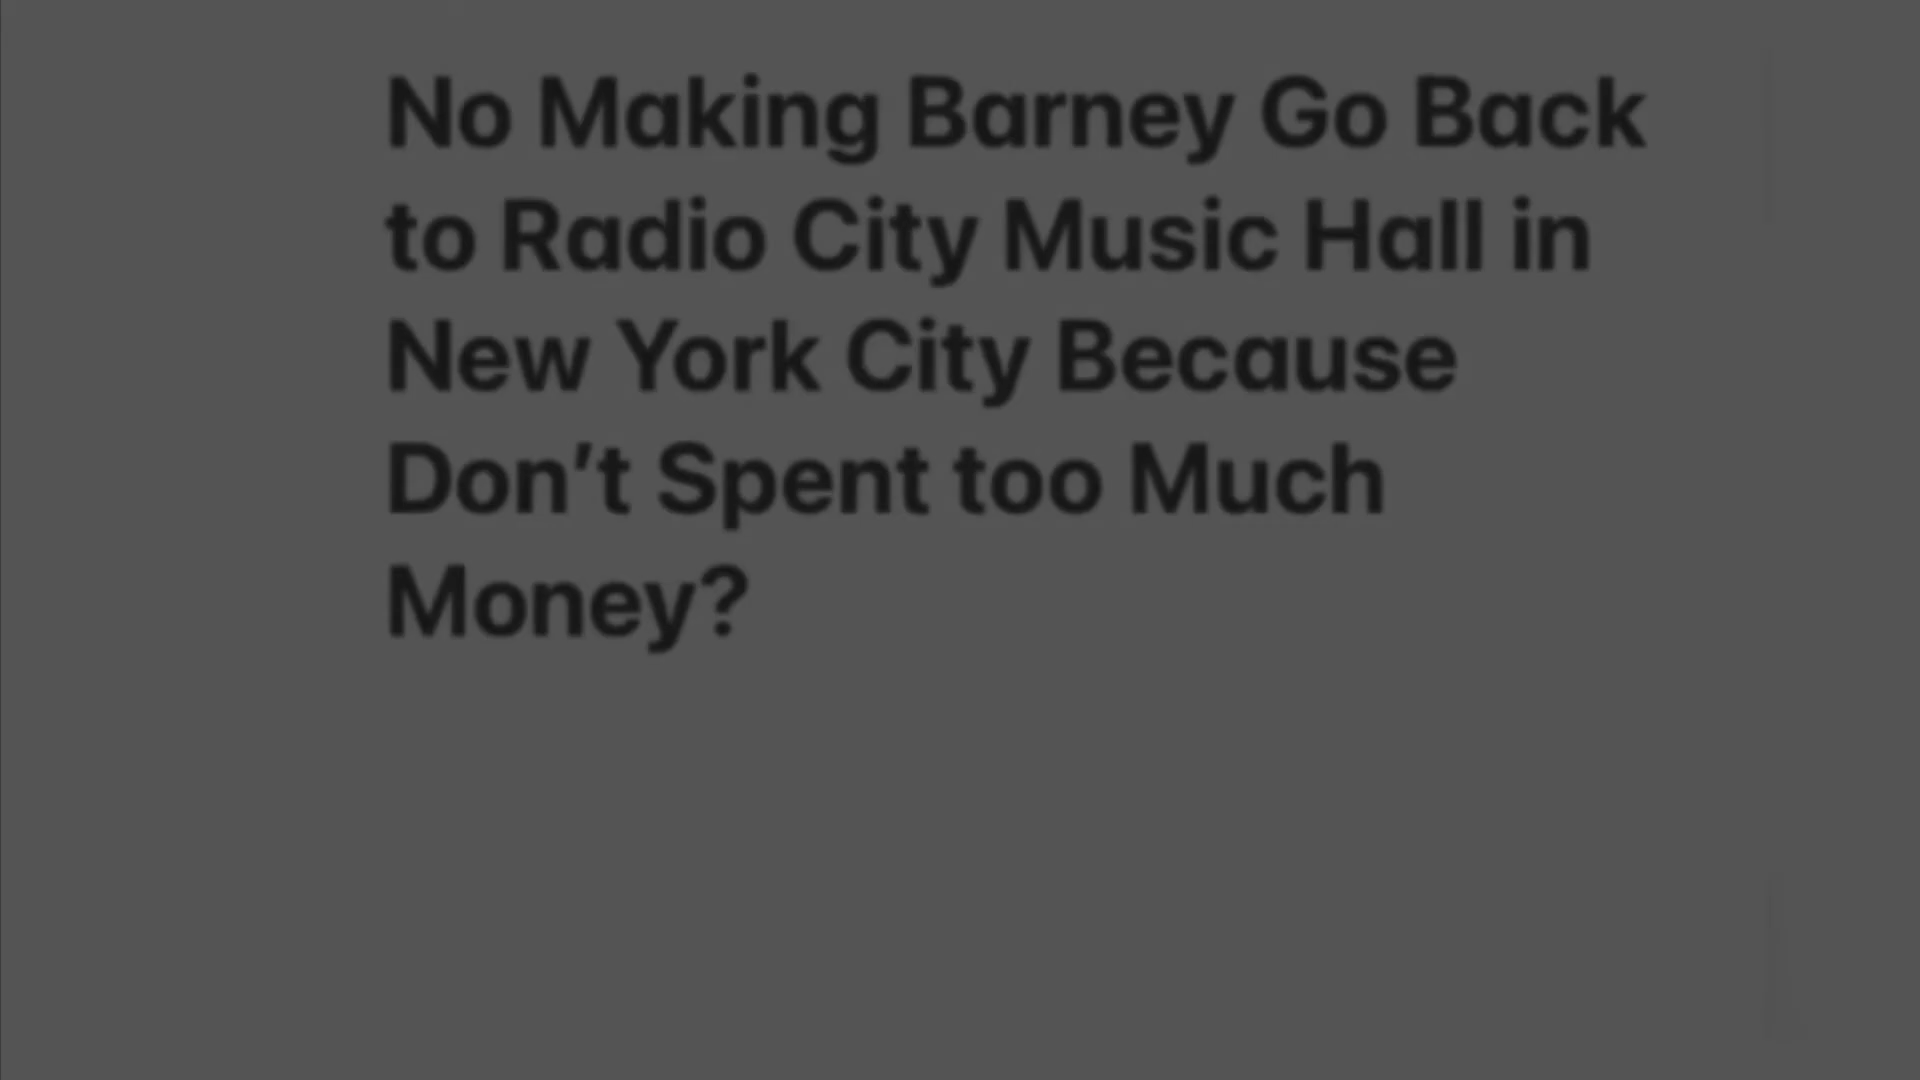 No Making Barney Go Back
to Radio City Music Hall in
New York City Because
Don’t Spent too Much
Money?